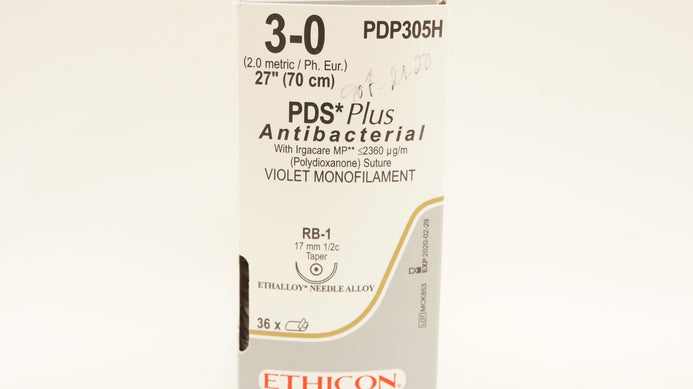 3-0
PDP305H
(2.0 metric / Ph. Eur.)
27" (70 cm)
PDS* Plus
Antibacterial
With Irgacare MP** ≤2360 µg/m
(Polydioxanone) Suture
VIOLET MONOFILAMENT
RB-1
17 mm 1/2c
Taper
ETHALLOY* NEEDLE ALLOY
36 x
EXP 2020-02-29
LOT MCK853
ETHICON